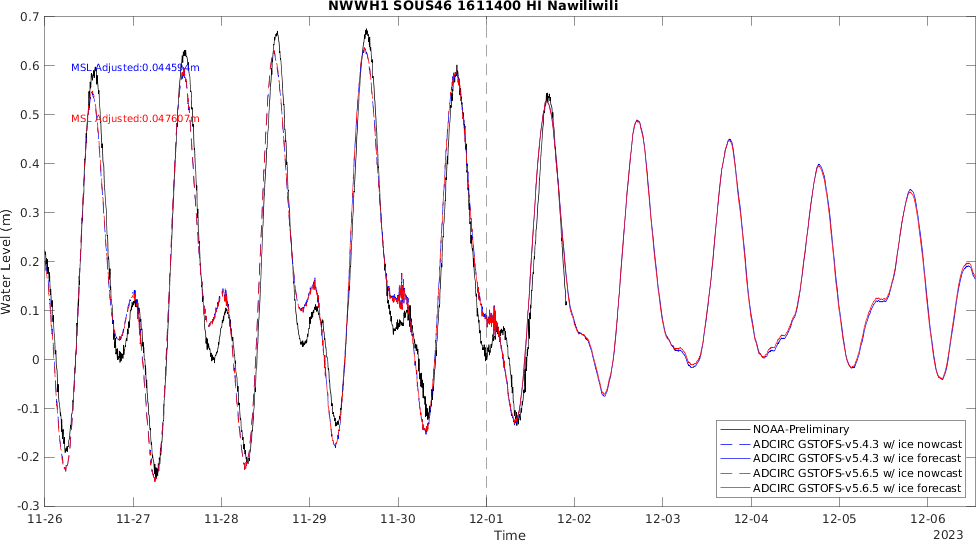 NWWH1 SOUS46 1611400 HI Nawiliwili
0.7
0.6
0.5
0.4
0.3
0.2
0.1
0
-0.1
-0.2
-0.3
Water Level (m)
MSL Adjusted:0.044594m
MSL Adjusted:0.047607m
NOAA-Preliminary
ADCIRC GSTOFS-v5.4.3 w/ ice nowcast
ADCIRC GSTOFS-v5.4.3 w/ ice forecast
ADCIRC GSTOFS-v5.6.5 w/ ice nowcast
ADCIRC GSTOFS-v5.6.5 w/ ice forecast
11-26 11-27 11-28 11-29 11-30 12-01 12-02 12-03 12-04 12-05 12-06
Time
2023